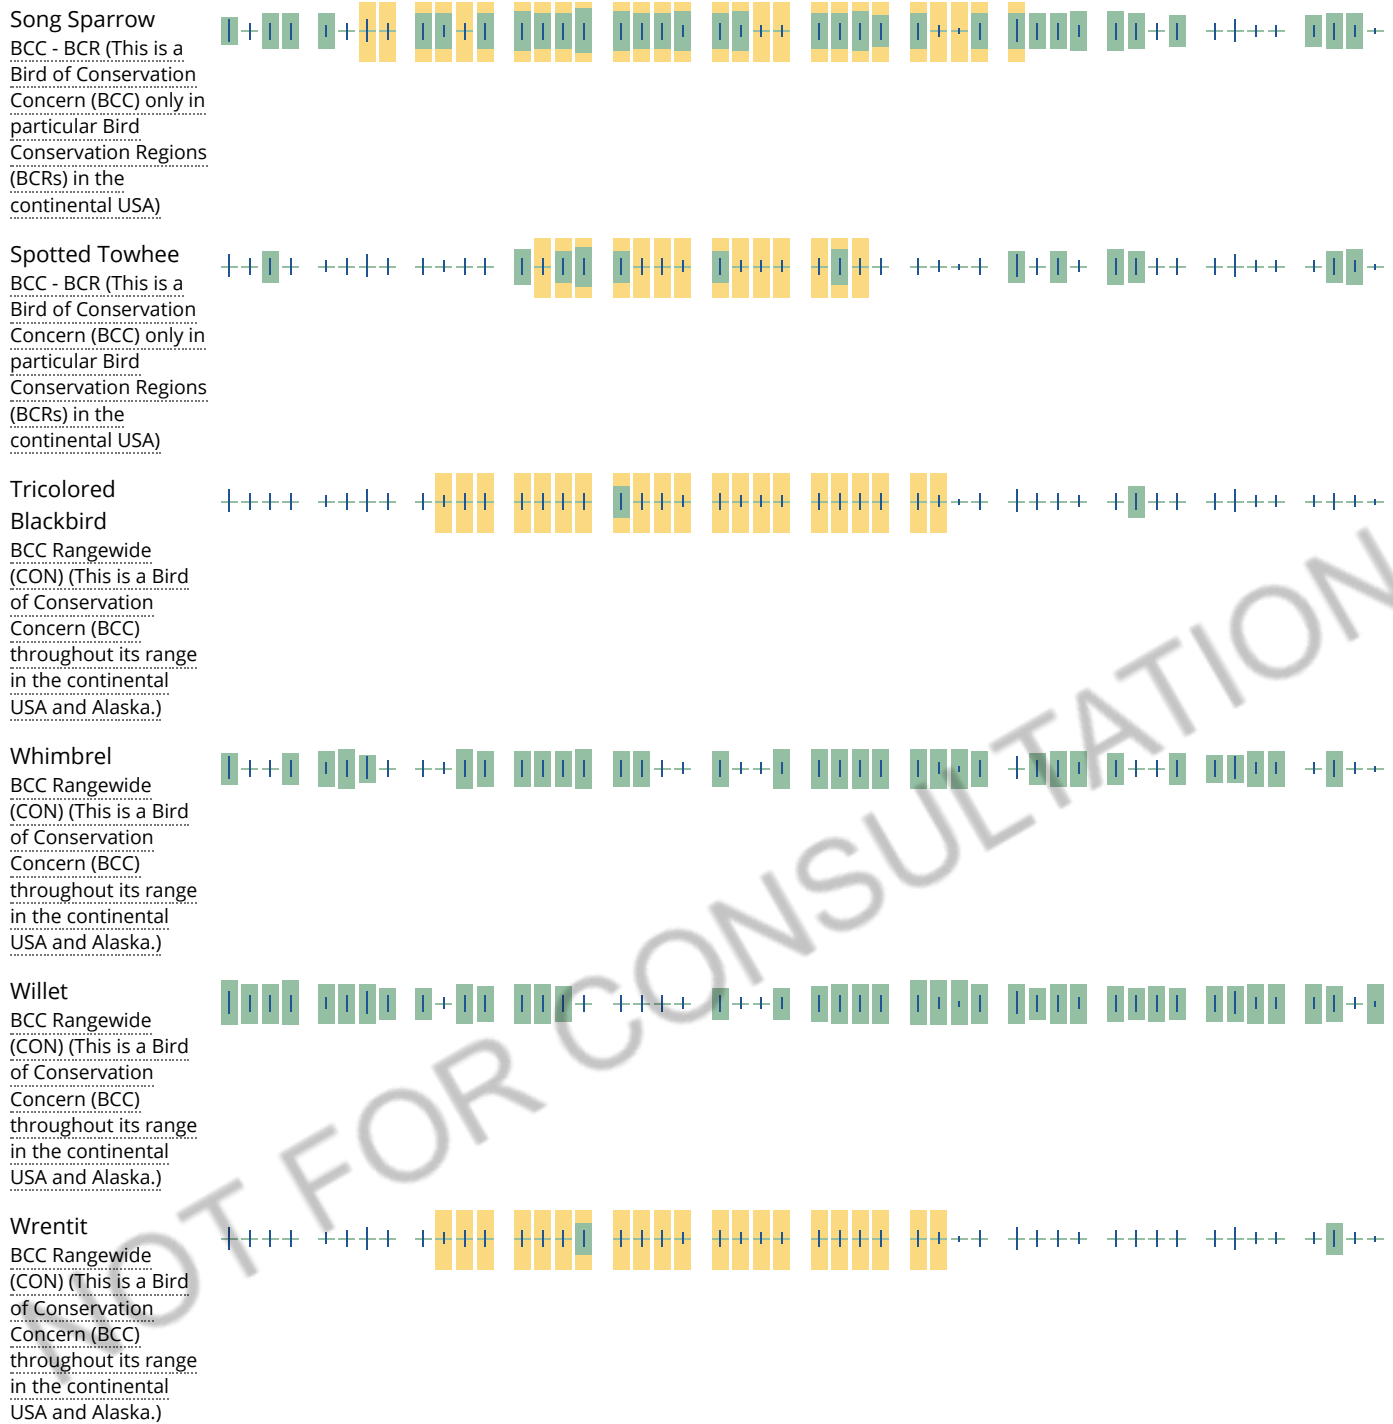 Song Sparrow
BCC - BCR (This is a
Bird of Conservation
Concern (BCC) only in
particular Bird
Conservation Regions
(BCRs) in the
continental USA)
Spotted Towhee
BCC - BCR (This is a
Bird of Conservation
Concern (BCC) only in
particular Bird
Conservation Regions
(BCRs) in the
continental USA)
Tricolored
Blackbird
BCC Rangewide
(CON) (This is a Bird
of Conservation
Concern (BCC)
throughout its range
in the continental
USA and Alaska.)
Whimbrel
BCC Rangewide
(CON) (This is a Bird
of Conservation
Concern (BCC)
throughout its range
in the continental
USA and Alaska.)
Willet
BCC Rangewide
(CON) (This is a Bird
of Conservation
Concern (BCC)
throughout its range
in the continental
USA and Alaska.)
Wrentit
BCC Rangewide
(CON) (This is a Bird
of Conservation
Concern (BCC)
throughout its range
in the continental
USA and Alaska.)
NOT FOR CONSULTATION